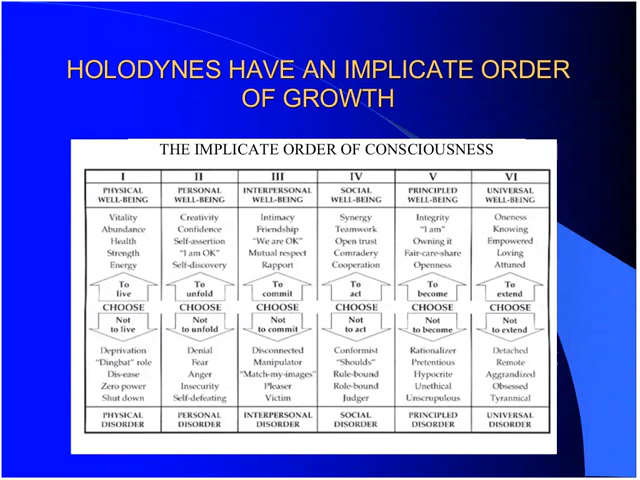 HOLODYNES HAVE AN IMPLICATE ORDER
OF GROWTH
THE IMPLICATE ORDER OF CONSCIOUSNESS
I II III IV V VI
PHYSICAL PERSONAL INTERPERSONAL SOCIAL PRINCIPLED UNIVERSAL
WELL-BEING WELL-BEING WELL-BEING WELL-BEING WELL-BEING WELL-BEING
Vitality Creativity Intimacy Synergy Integrity Oneness
Abundance Confidence Friendship Teamwork "I am" Knowing
Health Self-assertion "We are OK" Open trust Owning it Empowered
Strength "I am OK" Mutual respect Comradery Fair-care-share Loving
Energy Self-discovery Rapport Cooperation Openness Attuned
To To To To To To
live unfold commit act become extend
CHOOSE CHOOSE CHOOSE CHOOSE CHOOSE CHOOSE
Not Not Not Not Not Not
to live to unfold to commit to act to become to extend
Deprivation Denial Disconnected Conformist Rationalizer Detached
"Dingbat" role Fear Manipulator "Shoulds" Pretentious Remote
Dis-ease Anger "Match-my-images" Rule-bound Hypocrite Aggrandized
Zero power Insecurity Pleaser Role-bound Unethical Obsessed
Shut down Self-defeating Victim Judger Unscrupulous Tyrannical
PHYSICAL PERSONAL INTERPERSONAL SOCIAL PRINCIPLED UNIVERSAL
DISORDER DISORDER DISORDER DISORDER DISORDER DISORDER